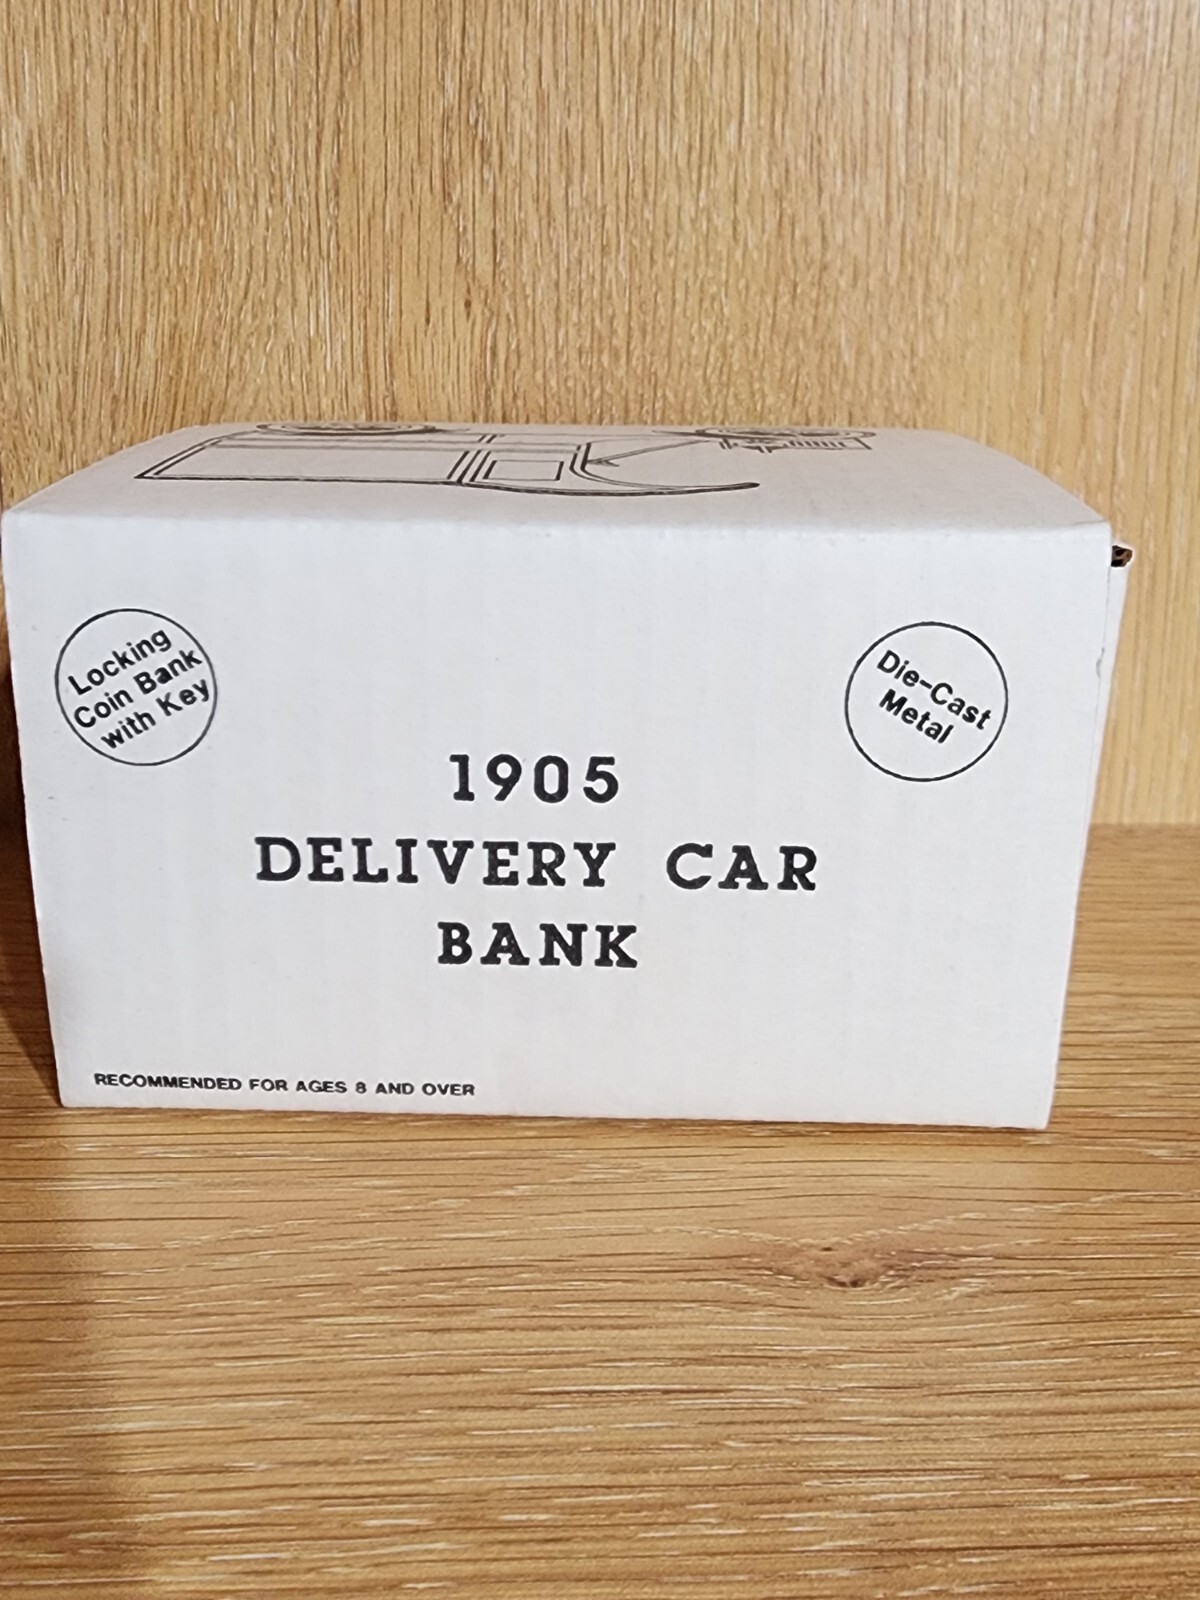 Locking
Coin Bank
with Key
Die-Cast
Metal
1905
DELIVERY CAR
BANK
RECOMMENDED FOR AGES 8 AND OVER